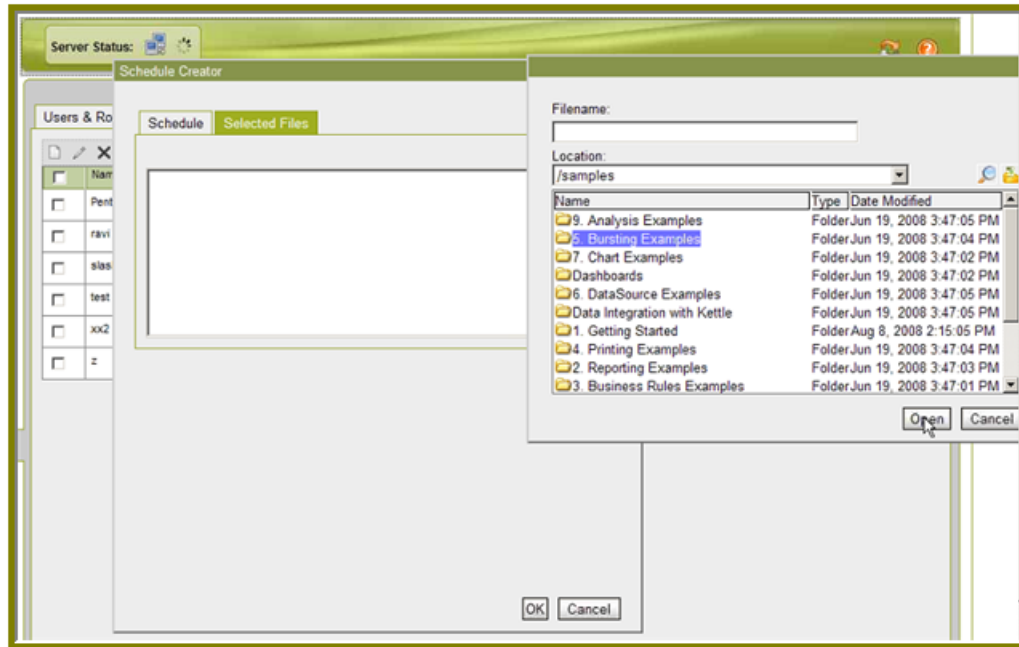 Server Status:
Schedule Creator
Users & Ro
Schedule
Selected Files
Nam
Pent
ravi
slas
test
xx2
z
OK
Cancel
Filename:
Location:
/samples
Name Type Date Modified
9. Analysis Examples Folder Jun 19, 2008 3:47:05 PM
5. Bursting Examples Folder Jun 19, 2008 3:47:04 PM
7. Chart Examples Folder Jun 19, 2008 3:47:02 PM
Dashboards Folder Jun 19, 2008 3:47:02 PM
6. DataSource Examples Folder Jun 19, 2008 3:47:05 PM
Data Integration with Kettle Folder Jun 19, 2008 3:47:05 PM
1. Getting Started Folder Aug 8, 2008 2:15:05 PM
4. Printing Examples Folder Jun 19, 2008 3:47:04 PM
2. Reporting Examples Folder Jun 19, 2008 3:47:03 PM
3. Business Rules Examples Folder Jun 19, 2008 3:47:01 PM
Open
Cancel